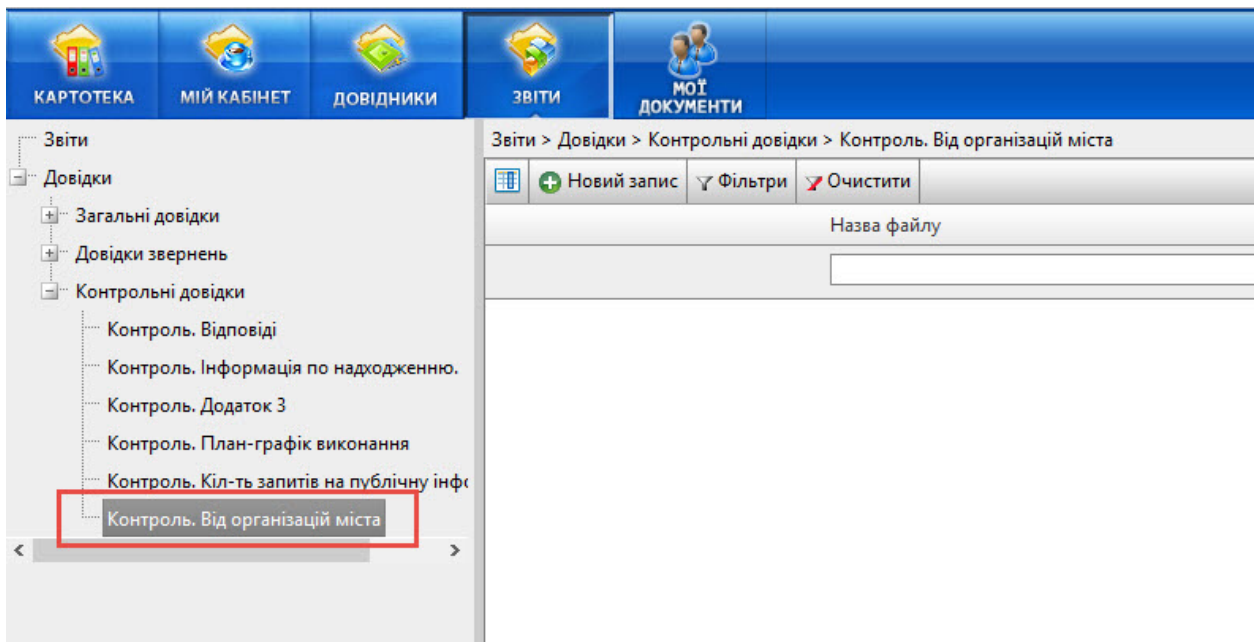 КАРТОТЕКА
МІЙ КАБІНЕТ
ДОВІДНИКИ
ЗВІТИ
МОЇ
ДОКУМЕНТИ
Звіти
Довідки
Загальні довідки
Довідки звернень
Контрольні довідки
Контроль. Відповіді
Контроль. Інформація по надходженню.
Контроль. Додаток 3
Контроль. План-графік виконання
Контроль. Кіл-ть запитів на публічну інфо
Контроль. Від організацій міста
Звіти > Довідки > Контрольні довідки > Контроль. Від організацій міста
Новий запис Фільтри Очистити
Назва файлу